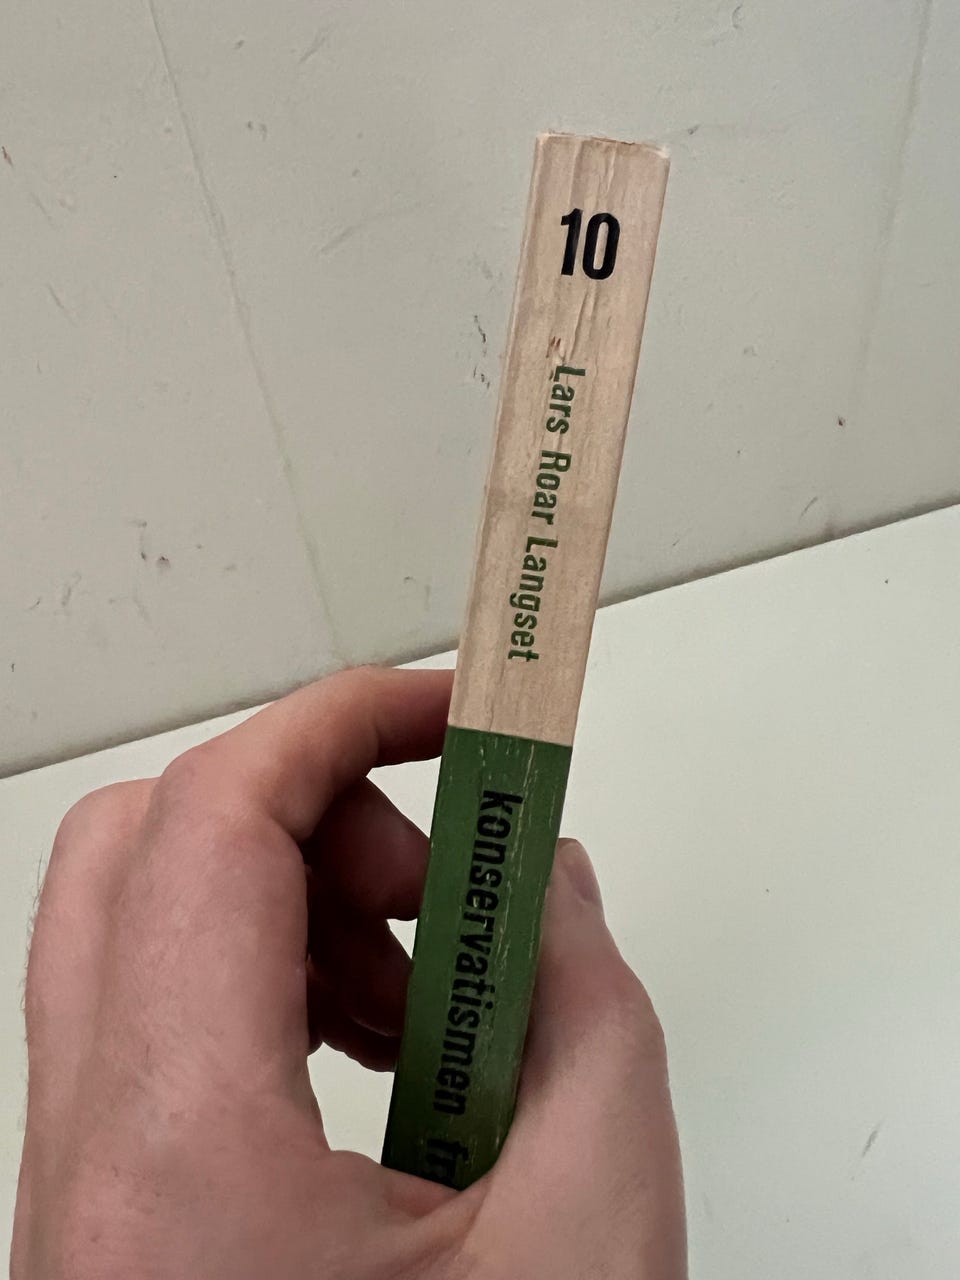 10
Lars Roar Langset
konservatismen